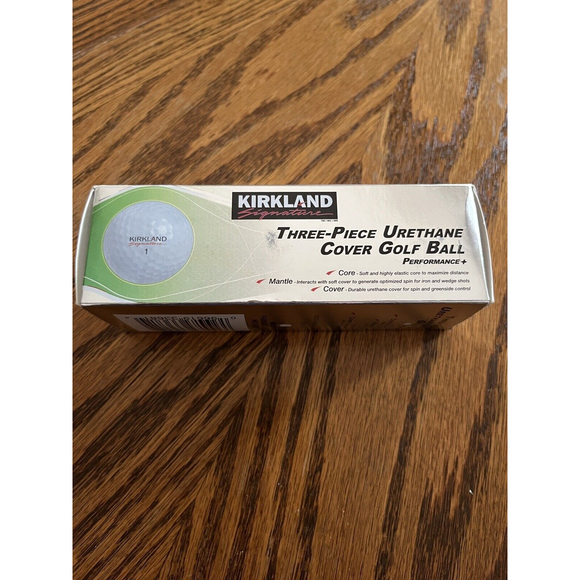 KIRKLAND
Signature
THREE-PIECE URETHANE
COVER GOLF BALL
PERFORMANCE+
Core - Soft and highly elastic core to maximize distance
Mantle - Interacts with soft cover to generate optimized spin for iron and wedge shots
Cover - Durable urethane cover for spin and greenside control
KIRKLAND
Signature
1